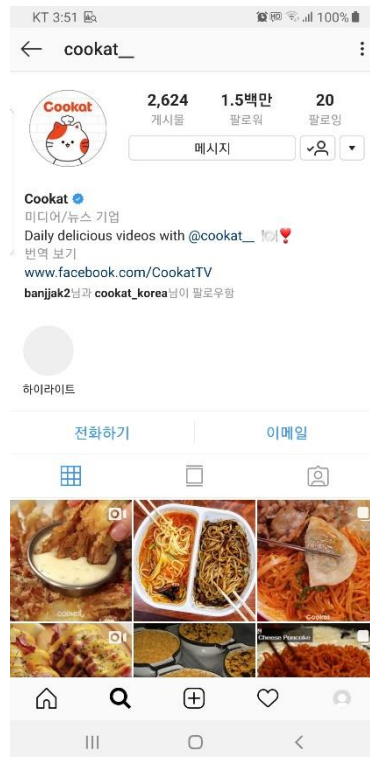 KT 3:51
100%
cookat__
Cookat
2,624 1.5백만 20
게시물 팔로워 팔로잉
메시지
Cookat
미디어/뉴스 기업
Daily delicious videos with @cookat__ 🍽❣️
번역 보기
www.facebook.com/CookatTV
banjjak2님과 cookat_korea님이 팔로우함
하이라이트
전화하기 이메일
COOKAT
Cookat
Cheese Pancake